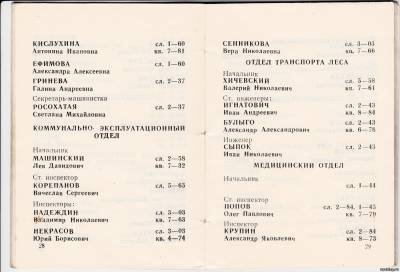 КИСЛУХИНА сл. 1—60
Антонина Ивановна кв. 7—81
ЕФИМОВА сл. 1—60
Александра Алексеевна
ГРИНЕВА сл. 2—37
Галина Андреевна
Секретарь-машинистка
РОСОХАТАЯ сл. 2—37
Светлана Михайловна
КОММУНАЛЬНО-ЭКСПЛУАТАЦИОННЫЙ
ОТДЕЛ
Начальник
МАШИНСКИЙ сл. 2—58
Лев Давидович кв. 7—32
Ст. инспектор
КОРЕПАНОВ сл. 5—65
Вячеслав Сергеевич
Инспекторы:
НАДЕЖДИН сл. 3—03
Владимир Николаевич кв. 7—63
НЕКРАСОВ сл. 3—03
Юрий Борисович кв. 4—74
28
СЕННИКОВА сл. 3—05
Вера Николаевна кв. 7—66
ОТДЕЛ ТРАНСПОРТА ЛЕСА
Начальник
ХИЧЕВСКИЙ сл. 5—58
Валерий Николаевич кв. 7—61
Ст. инженеры:
ИГНАТОВИЧ сл. 2—43
Иван Андреевич кв. 8—84
БУЛЫГО сл. 2—43
Александр Александрович кв. 6—78
Инженер
СЫПОК сл. 2—45
Иван Николаевич
МЕДИЦИНСКИЙ ОТДЕЛ
Начальник
сл. 1—44
Ст. инспектор
ПОПОВ сл. 2—84, 1—45
Олег Павлович кв. 7—79
Инспектор
КРУПИН сл. 2—84
Александр Яковлевич кв. 8—73
29